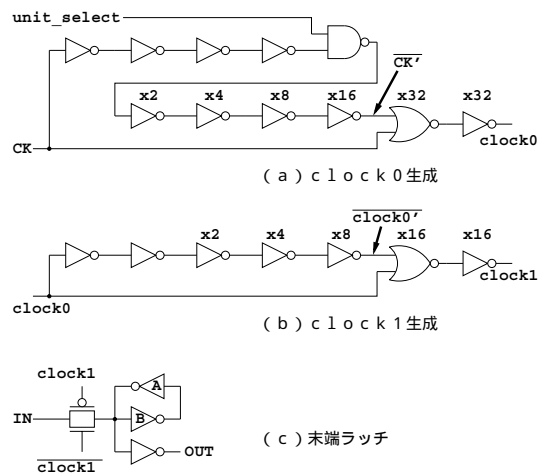 unit_select
x2 x4 x8 x16 CK' x32 x32
CK
clock0
(a)clock0生成
x2 x4 x8 clock0' x16 x16
clock1
clock0
(b)clock1生成
clock1
A
IN B
OUT
clock1
(c)末端ラッチ